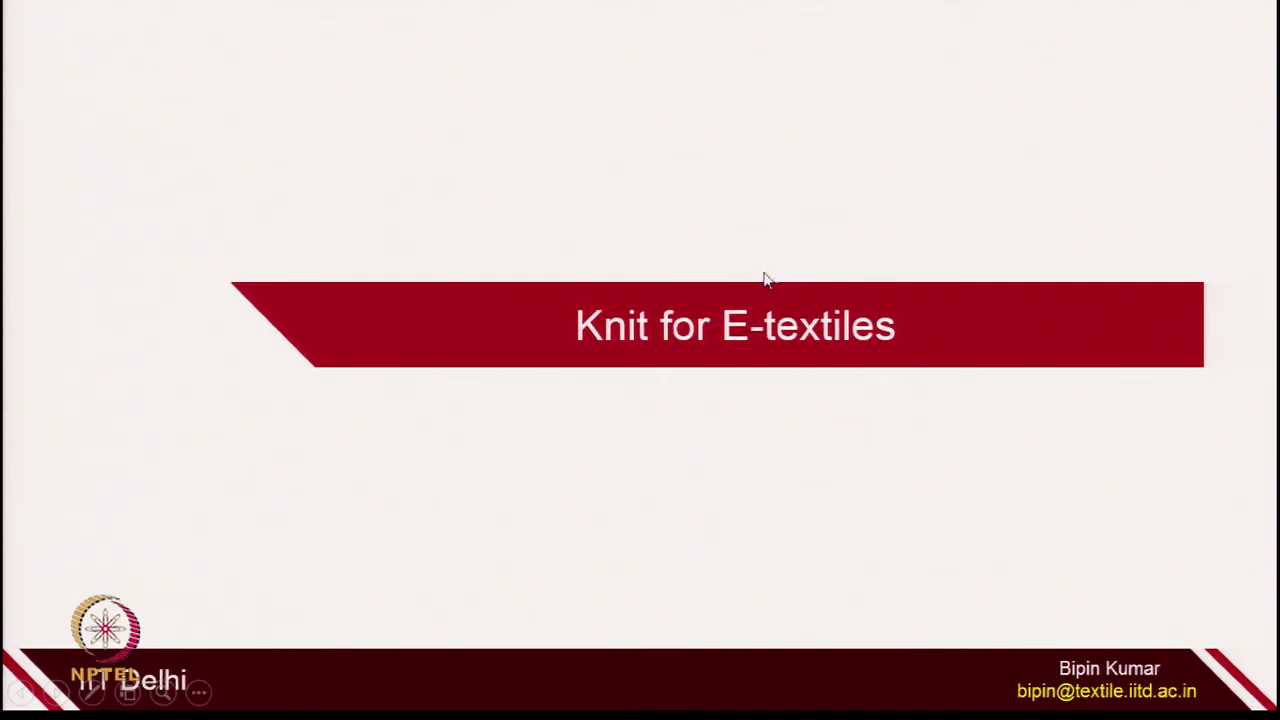 Knit for E-textiles
NPTEL
IIT Delhi
Bipin Kumar
bipin@textile.iitd.ac.in